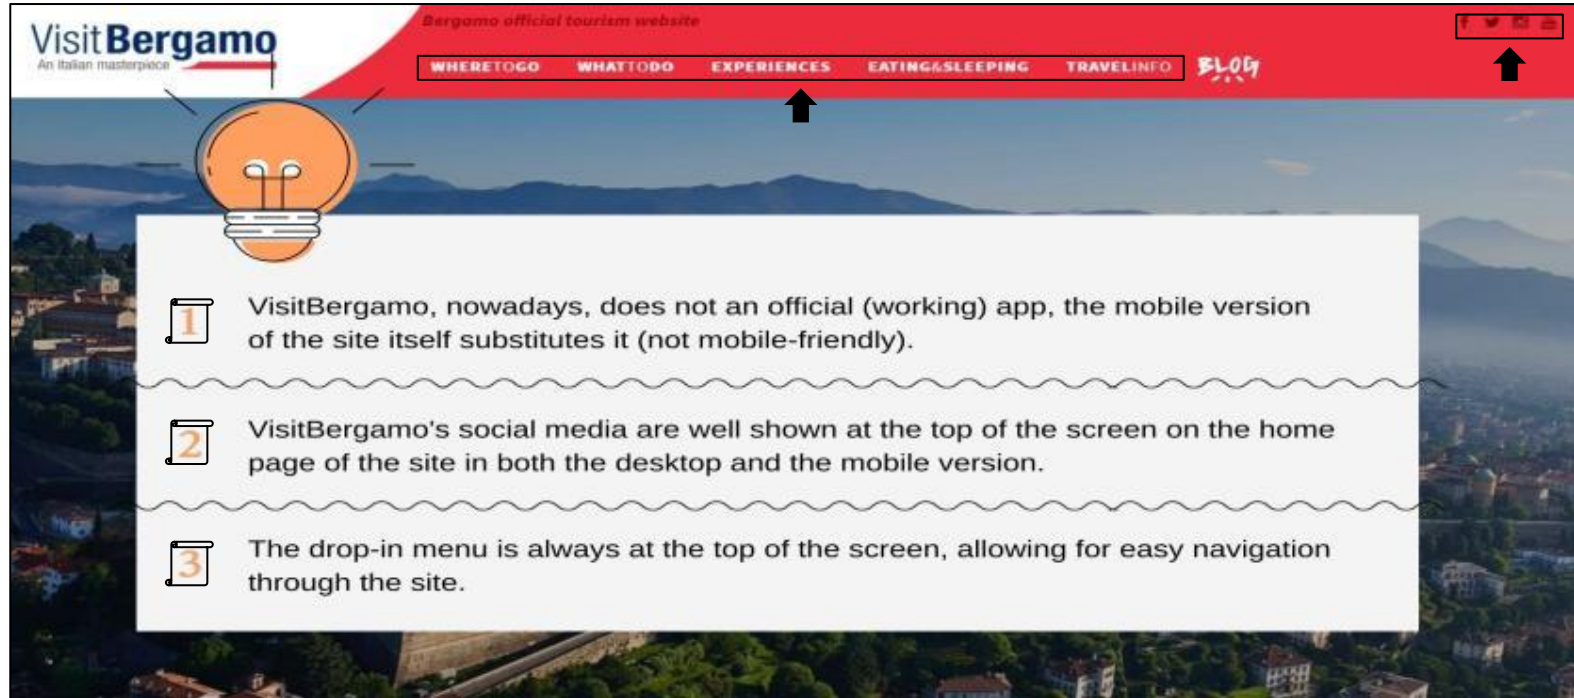 VisitBergamo
An Italian masterpiece
Bergamo official tourism website
WHERETOGO WHATTODO EXPERIENCES EATING&SLEEPING TRAVELINFO BLOG
1
VisitBergamo, nowadays, does not an official (working) app, the mobile version
of the site itself substitutes it (not mobile-friendly).
2
VisitBergamo's social media are well shown at the top of the screen on the home
page of the site in both the desktop and the mobile version.
3
The drop-in menu is always at the top of the screen, allowing for easy navigation
through the site.